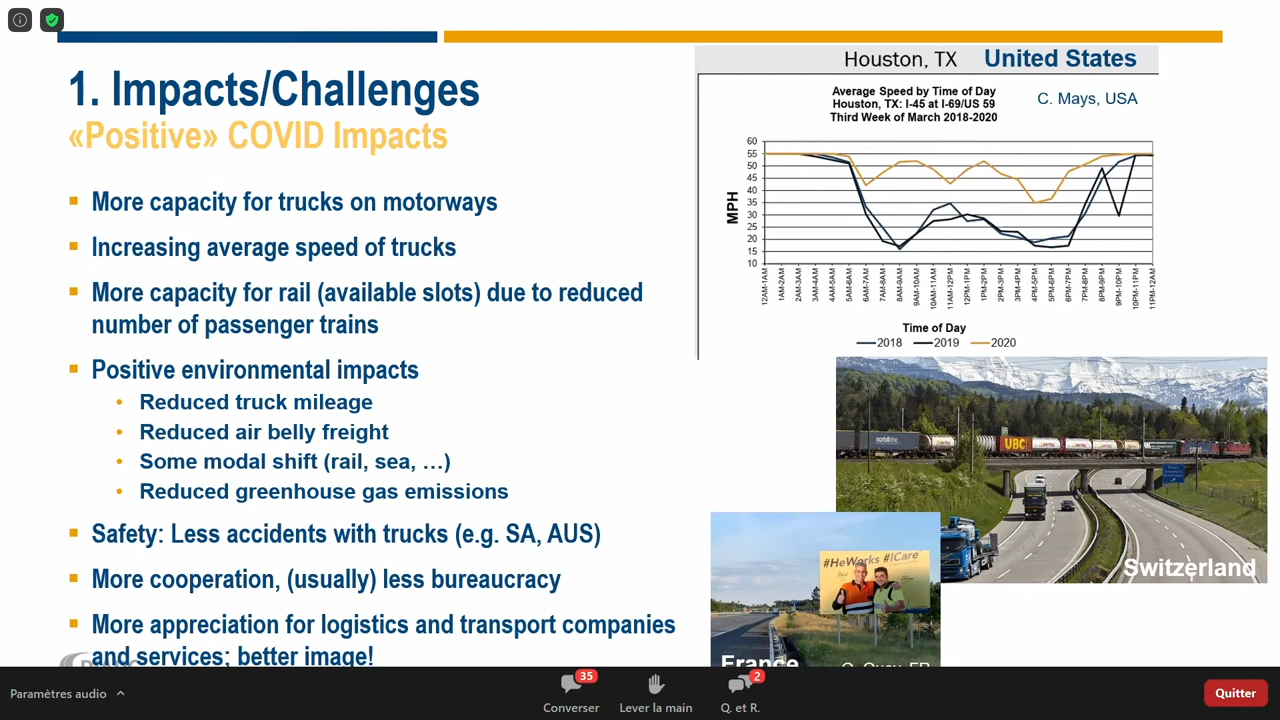 1. Impacts/Challenges
«Positive» COVID Impacts
More capacity for trucks on motorways
Increasing average speed of trucks
More capacity for rail (available slots) due to reduced
number of passenger trains
Positive environmental impacts
Reduced truck mileage
Reduced air belly freight
Some modal shift (rail, sea, …)
Reduced greenhouse gas emissions
Safety: Less accidents with trucks (e.g. SA, AUS)
More cooperation, (usually) less bureaucracy
More appreciation for logistics and transport companies
and services; better image!
Houston, TX United States
C. Mays, USA
Average Speed by Time of Day
Houston, TX: I-45 at I-69/US 59
Third Week of March 2018-2020
MPH
60
55
50
45
40
35
30
25
20
15
10
12AM-1AM
1AM-2AM
2AM-3AM
3AM-4AM
4AM-5AM
5AM-6AM
6AM-7AM
7AM-8AM
8AM-9AM
9AM-10AM
10AM-11AM
11AM-12PM
12PM-1PM
1PM-2PM
2PM-3PM
3PM-4PM
4PM-5PM
5PM-6PM
6PM-7PM
7PM-8PM
8PM-9PM
9PM-10PM
10PM-11PM
11PM-12AM
Time of Day
2018 2019 2020
UBC
Switzerland
#HeWorks #ICare
France
Paramètres audio
35
Converser
Lever la main
2
Q. et R.
Quitter